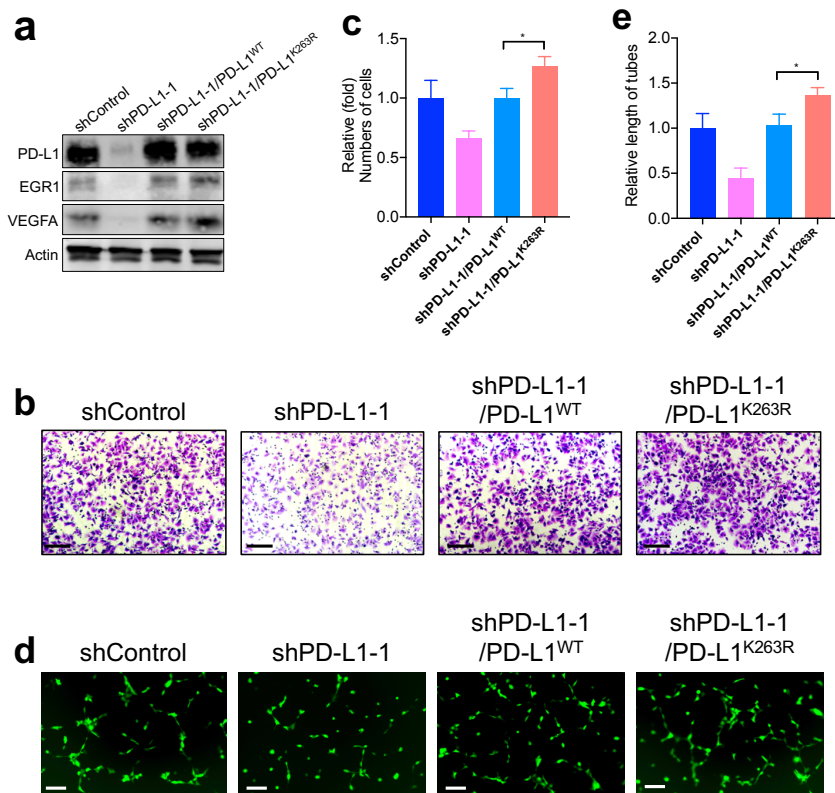 a
shControl
shPD-L1-1
shPD-L1-1/PD-L1WT
shPD-L1-1/PD-L1K263R
PD-L1
EGR1
VEGFA
Actin
c
Relative (fold)
Numbers of cells
1.5
1.0
0.5
0.0
*
shControl
shPD-L1-1
shPD-L1-1/PD-L1WT
shPD-L1-1/PD-L1K263R
e
Relative length of tubes
2.0
1.5
1.0
0.5
0.0
*
shControl
shPD-L1-1
shPD-L1-1/PD-L1WT
shPD-L1-1/PD-L1K263R
b
shControl
shPD-L1-1
shPD-L1-1
/PD-L1WT
shPD-L1-1
/PD-L1K263R
d
shControl
shPD-L1-1
shPD-L1-1
/PD-L1WT
shPD-L1-1
/PD-L1K263R